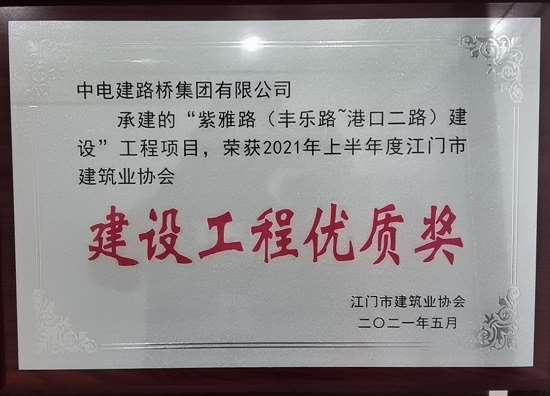 中电建路桥集团有限公司
承建的“紫雅路（丰乐路~港口二路）建
设”工程项目，荣获2021年上半年度江门市
建筑业协会
建设工程优质奖
江门市建筑业协会
二〇二一年五月